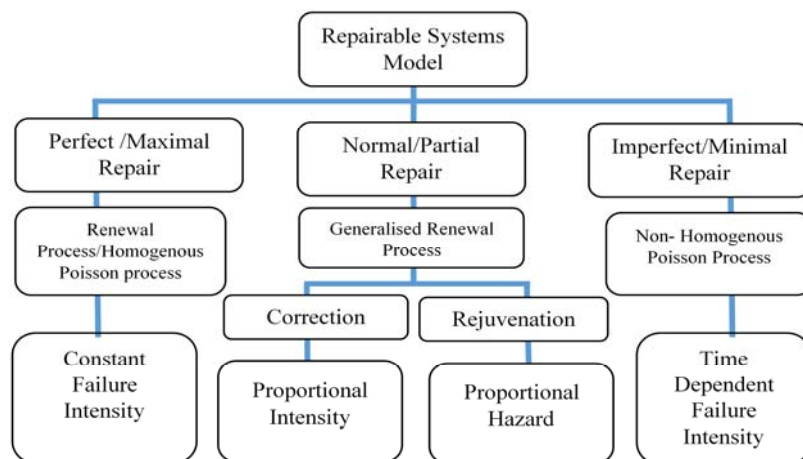 Repairable Systems
Model
Perfect /Maximal
Repair
Normal/Partial
Repair
Imperfect/Minimal
Repair
Renewal
Process/Homogenous
Poisson process
Generalised Renewal
Process
Non- Homogenous
Poisson Process
Correction
Rejuvenation
Constant
Failure
Intensity
Proportional
Intensity
Proportional
Hazard
Time
Dependent
Failure
Intensity